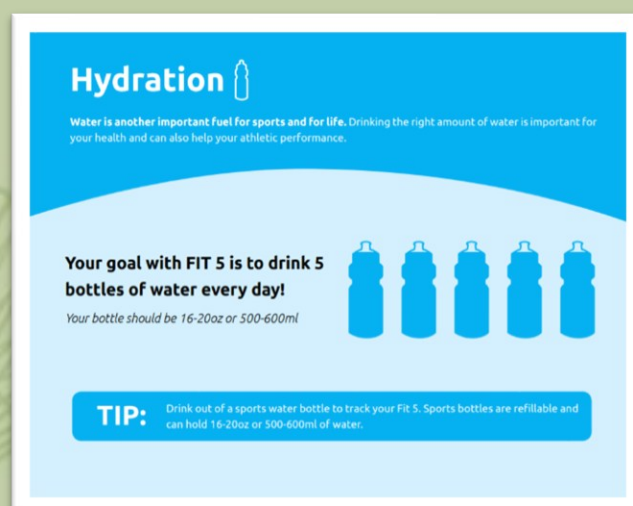 Hydration
Water is another important fuel for sports and for life. Drinking the right amount of water is important for
your health and can also help your athletic performance.
Your goal with FIT 5 is to drink 5
bottles of water every day!
Your bottle should be 16-20oz or 500-600ml
TIP:
Drink out of a sports water bottle to track your Fit 5. Sports bottles are refillable and
can hold 16-20oz or 500-600ml of water.